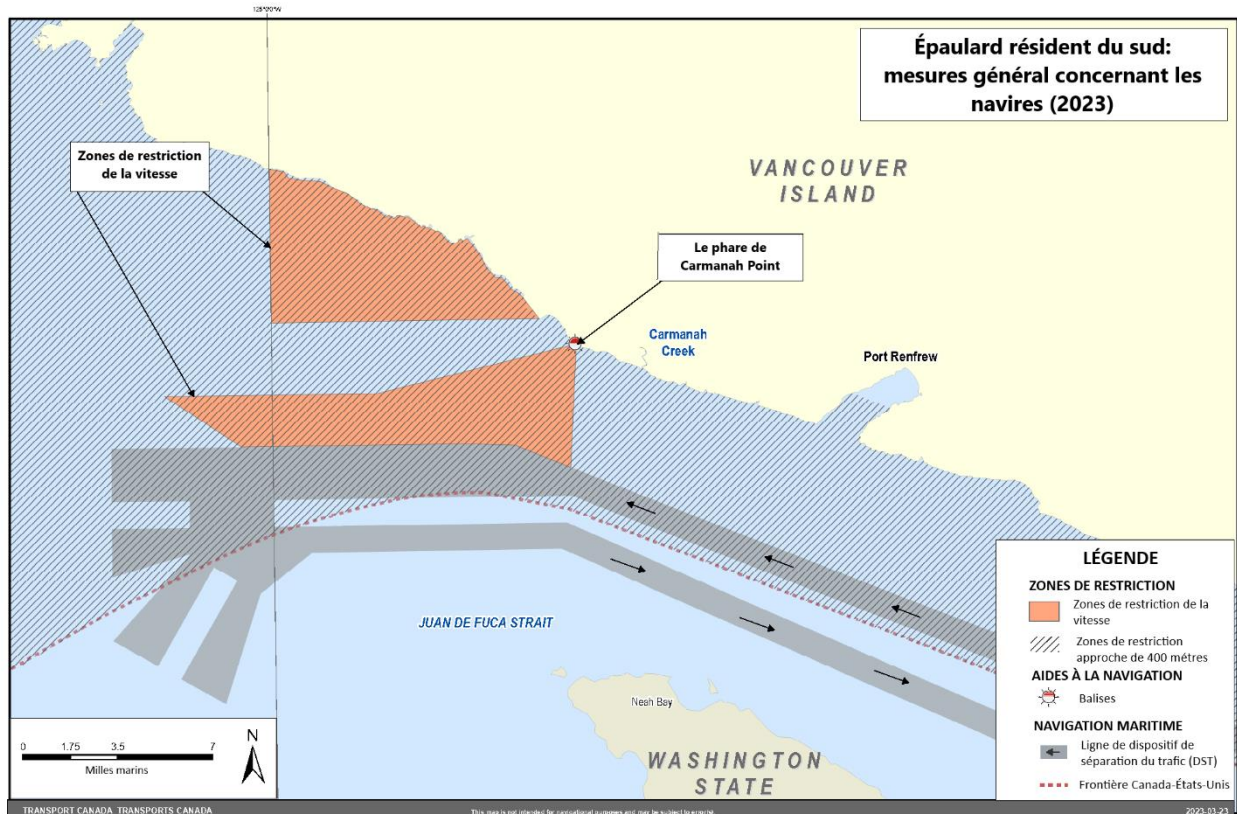 125°00'W
Épaulard résident du sud:
mesures général concernant les
navires (2023)
Zones de restriction
de la vitesse
VANCOUVER
ISLAND
Le phare de
Carmanah Point
Carmanah
Creek
Port Renfrew
JUAN DE FUCA STRAIT
Neah Bay
WASHINGTON
STATE
LÉGENDE
ZONES DE RESTRICTION
Zones de restriction de la
vitesse
Zones de restriction
approche de 400 métres
AIDES À LA NAVIGATION
Balises
NAVIGATION MARITIME
Ligne de dispositif de
séparation du trafic (DST)
Frontière Canada-États-Unis
0 1.75 3.5 7
Milles marins
N
TRANSPORT CANADA TRANSPORTS CANADA
This map is not intended for navigational purposes and may be subject to
2023-03-23